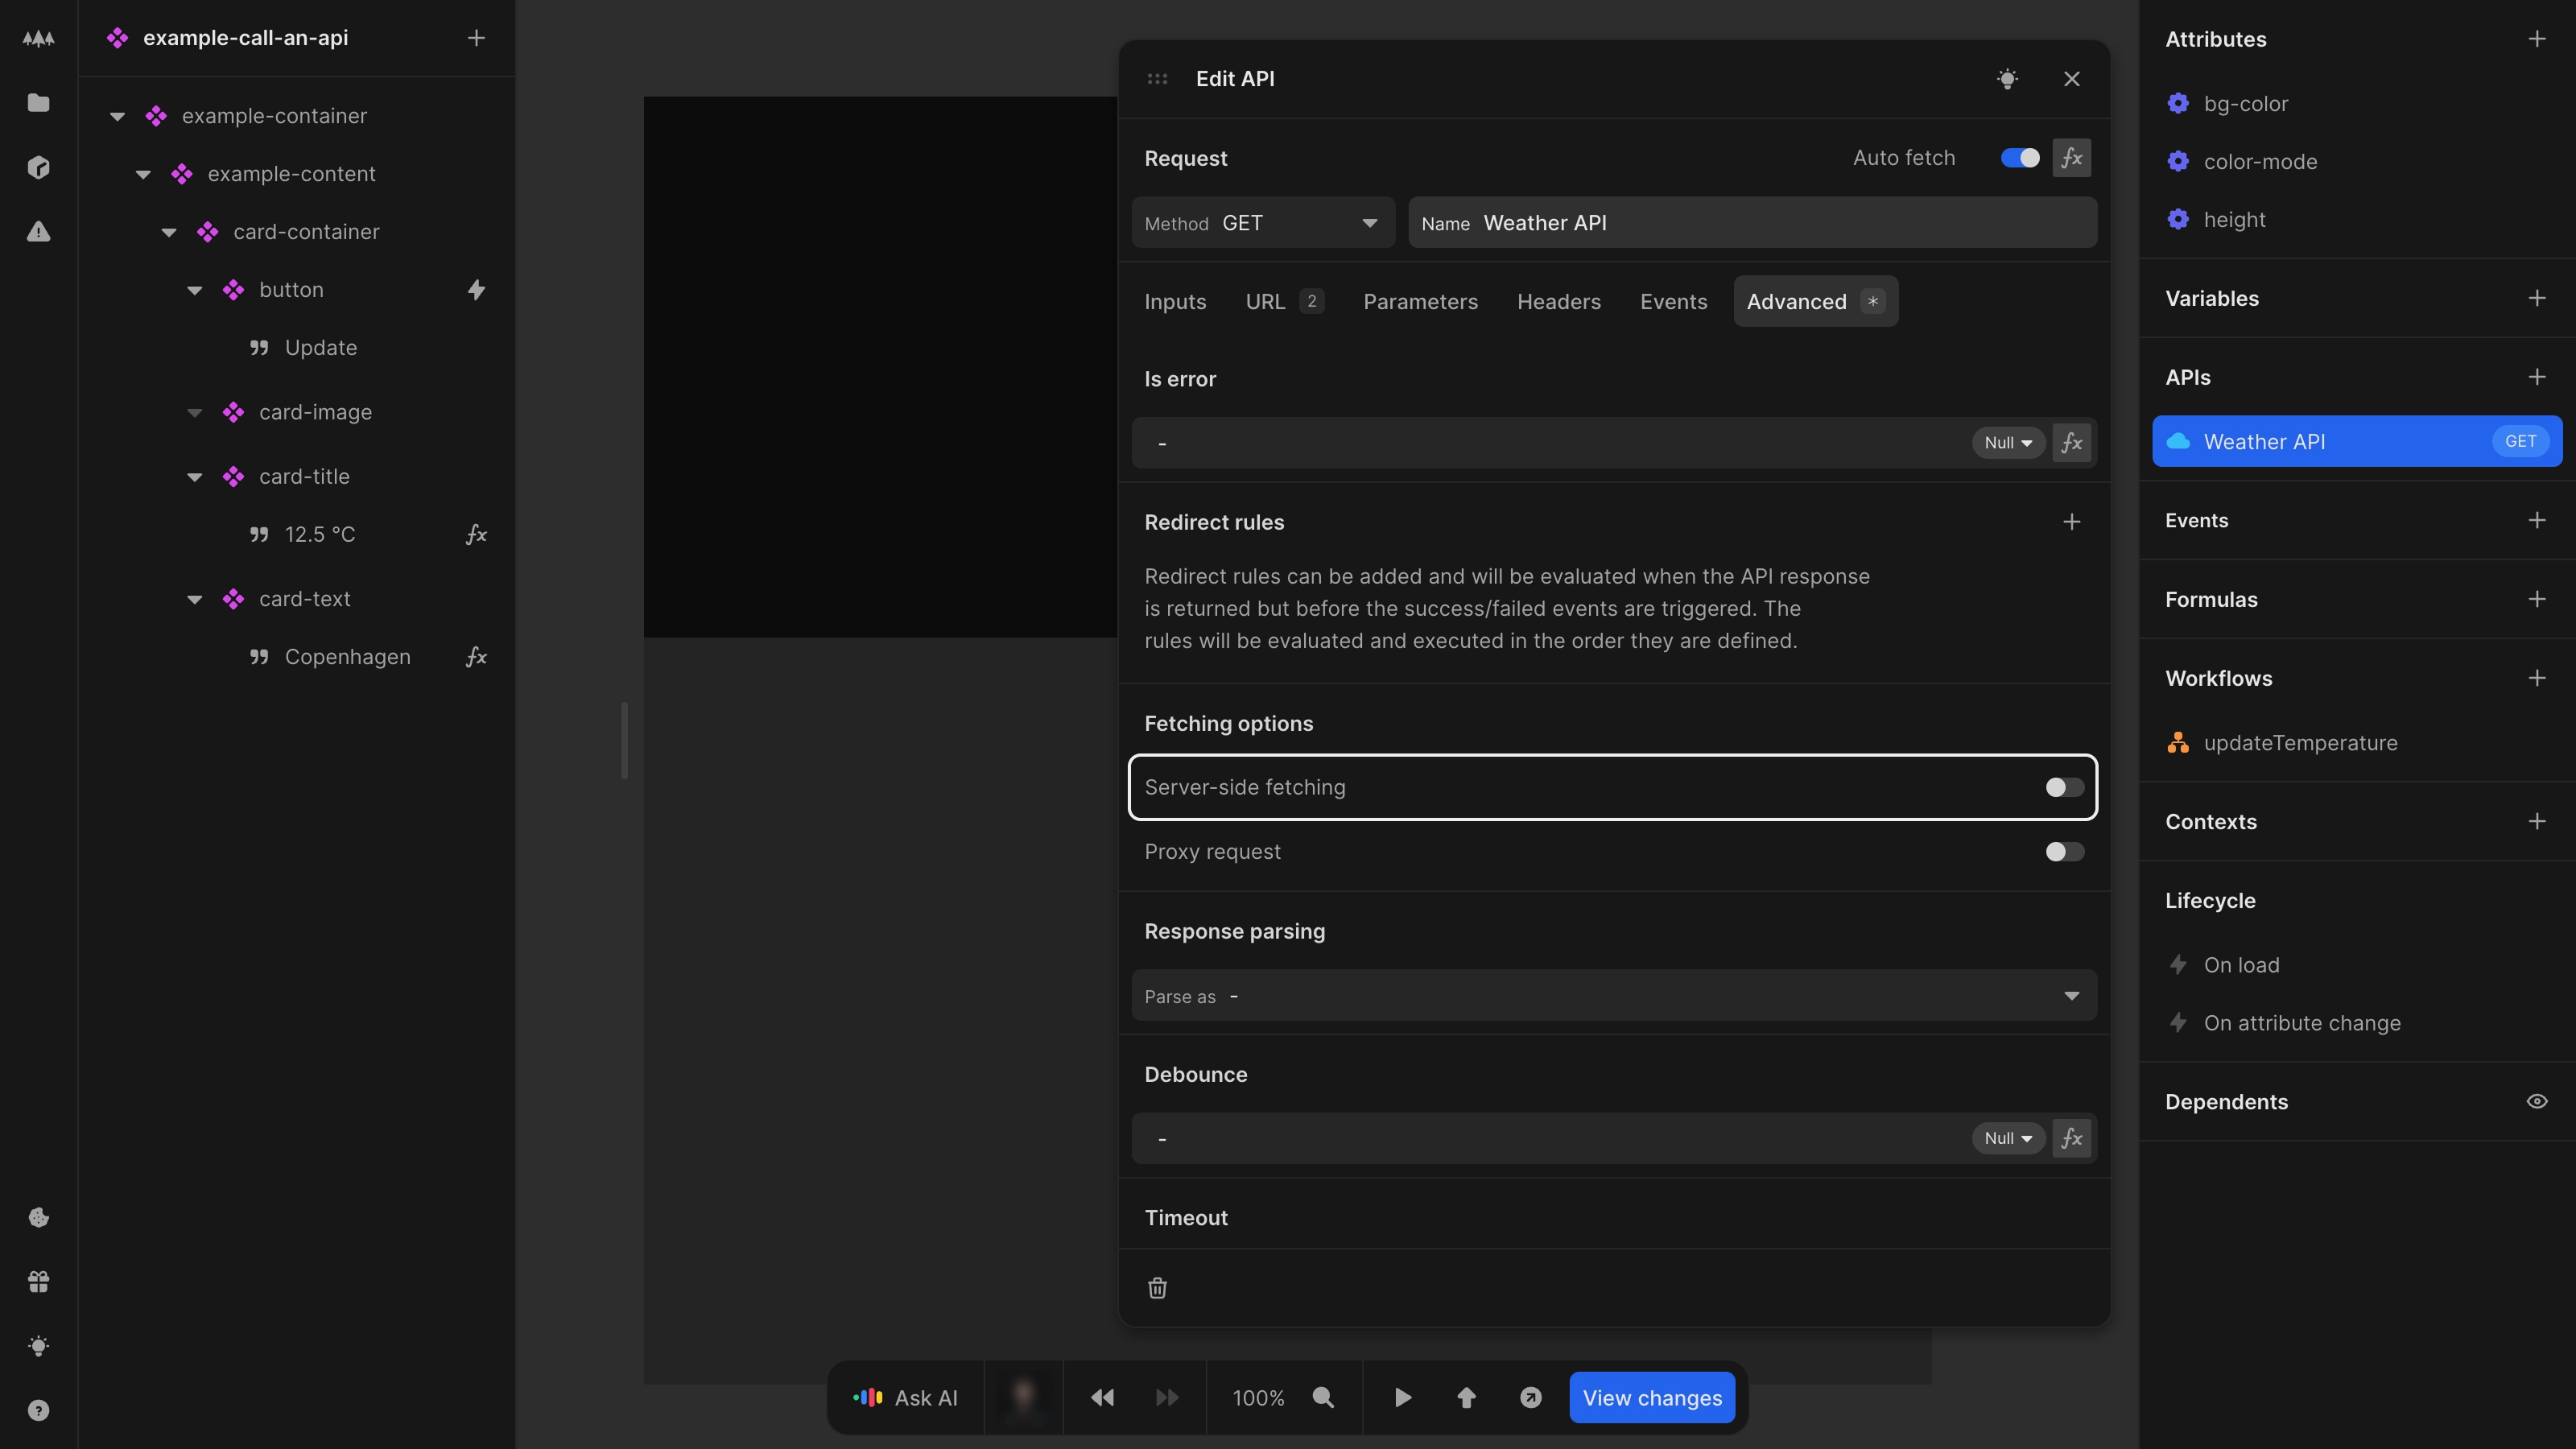 example-call-an-api
example-container
example-content
card-container
button
Update
card-image
card-title
12.5 °C
fx
card-text
Copenhagen
fx
Edit API
Request
Auto fetch
fx
Method GET
Name Weather API
Inputs
URL 2
Parameters
Headers
Events
Advanced *
Is error
-
Null
fx
Redirect rules
Redirect rules can be added and will be evaluated when the API response
is returned but before the success/failed events are triggered. The
rules will be evaluated and executed in the order they are defined.
Fetching options
Server-side fetching
Proxy request
Response parsing
Parse as -
Debounce
-
Null
fx
Timeout
Ask AI
100%
View changes
Attributes
bg-color
color-mode
height
Variables
APIs
Weather API
GET
Events
Formulas
Workflows
updateTemperature
Contexts
Lifecycle
On load
On attribute change
Dependents